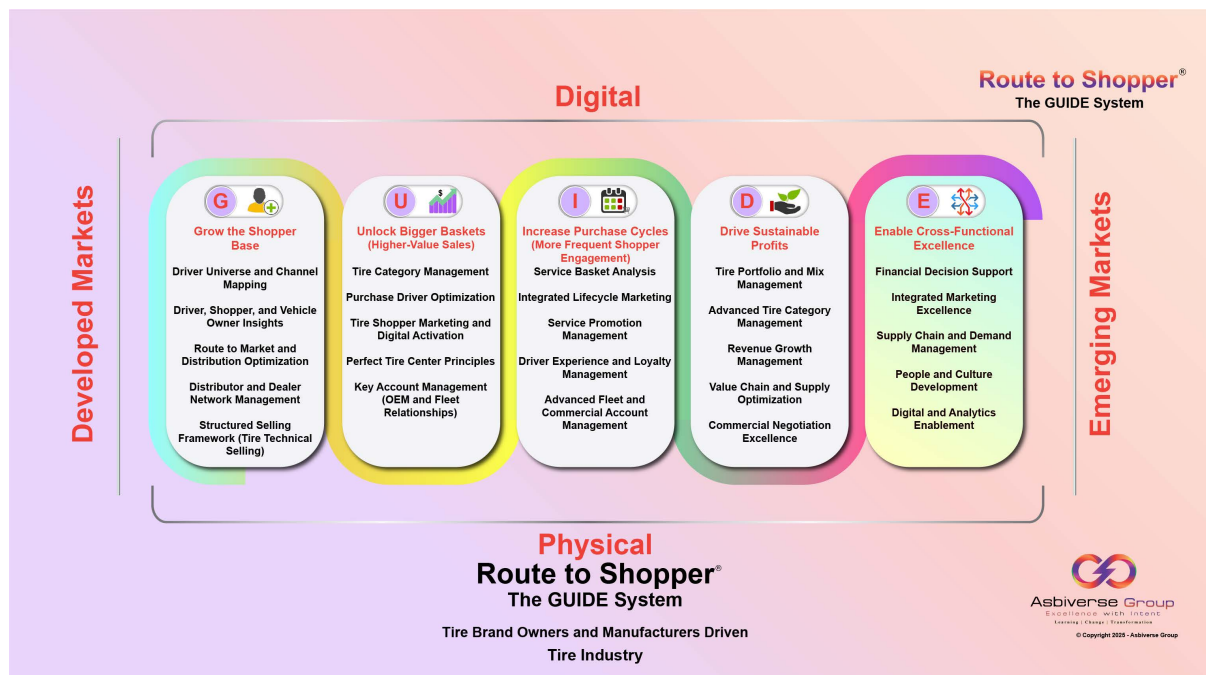 Route to Shopper®
The GUIDE System
Digital
Developed Markets
Emerging Markets
G
Grow the Shopper
Base
Driver Universe and Channel
Mapping
Driver, Shopper, and Vehicle
Owner Insights
Route to Market and
Distribution Optimization
Distributor and Dealer
Network Management
Structured Selling
Framework (Tire Technical
Selling)
U
$
Unlock Bigger Baskets
(Higher-Value Sales)
Tire Category Management
Purchase Driver Optimization
Tire Shopper Marketing and
Digital Activation
Perfect Tire Center Principles
Key Account Management
(OEM and Fleet
Relationships)
I
Increase Purchase Cycles
(More Frequent Shopper
Engagement)
Service Basket Analysis
Integrated Lifecycle Marketing
Service Promotion
Management
Driver Experience and Loyalty
Management
Advanced Fleet and
Commercial Account
Management
D
Drive Sustainable
Profits
Tire Portfolio and Mix
Management
Advanced Tire Category
Management
Revenue Growth
Management
Value Chain and Supply
Optimization
Commercial Negotiation
Excellence
E
Enable Cross-Functional
Excellence
Financial Decision Support
Integrated Marketing
Excellence
Supply Chain and Demand
Management
People and Culture
Development
Digital and Analytics
Enablement
Physical
Route to Shopper®
The GUIDE System
Tire Brand Owners and Manufacturers Driven
Tire Industry
Asbiverse Group
Excellence with Intent
Learning | Change | Transformation
© Copyright 2025 - Asbiverse Group